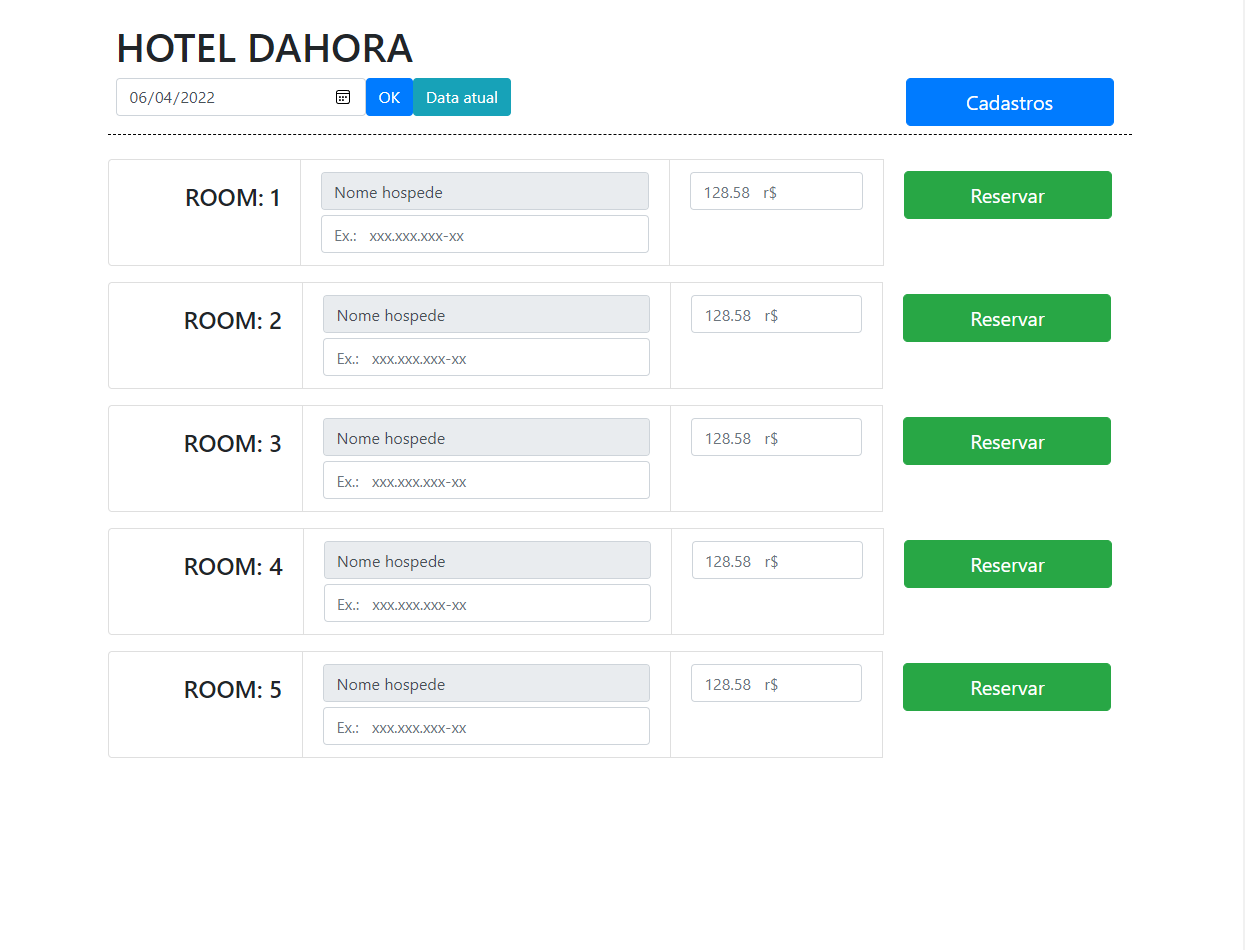 HOTEL DAHORA
06/04/2022 OK Data atual Cadastros
ROOM: 1 Nome hospede 128.58 r$ Reservar
Ex.: xxx.xxx.xxx-xx
ROOM: 2 Nome hospede 128.58 r$ Reservar
Ex.: xxx.xxx.xxx-xx
ROOM: 3 Nome hospede 128.58 r$ Reservar
Ex.: xxx.xxx.xxx-xx
ROOM: 4 Nome hospede 128.58 r$ Reservar
Ex.: xxx.xxx.xxx-xx
ROOM: 5 Nome hospede 128.58 r$ Reservar
Ex.: xxx.xxx.xxx-xx